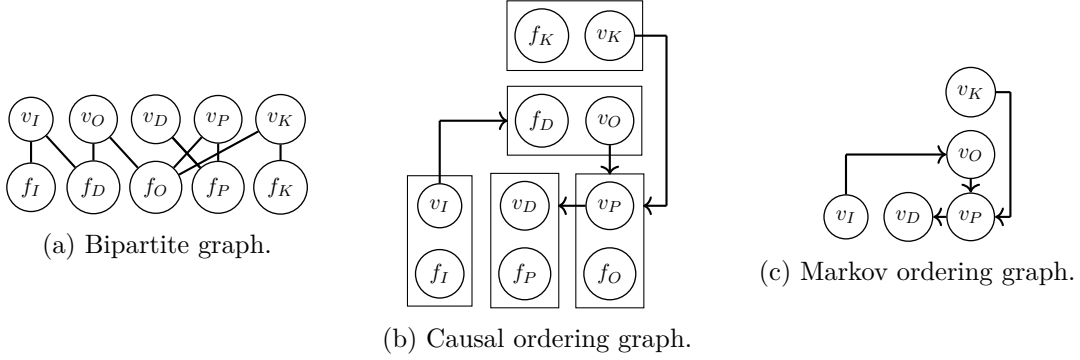 v_I v_O v_D v_P v_K
f_I f_D f_O f_P f_K
(a) Bipartite graph.
f_K v_K
f_D v_O
v_I v_D v_P
f_I f_P f_O
(b) Causal ordering graph.
v_K
v_O
v_I v_D v_P
(c) Markov ordering graph.